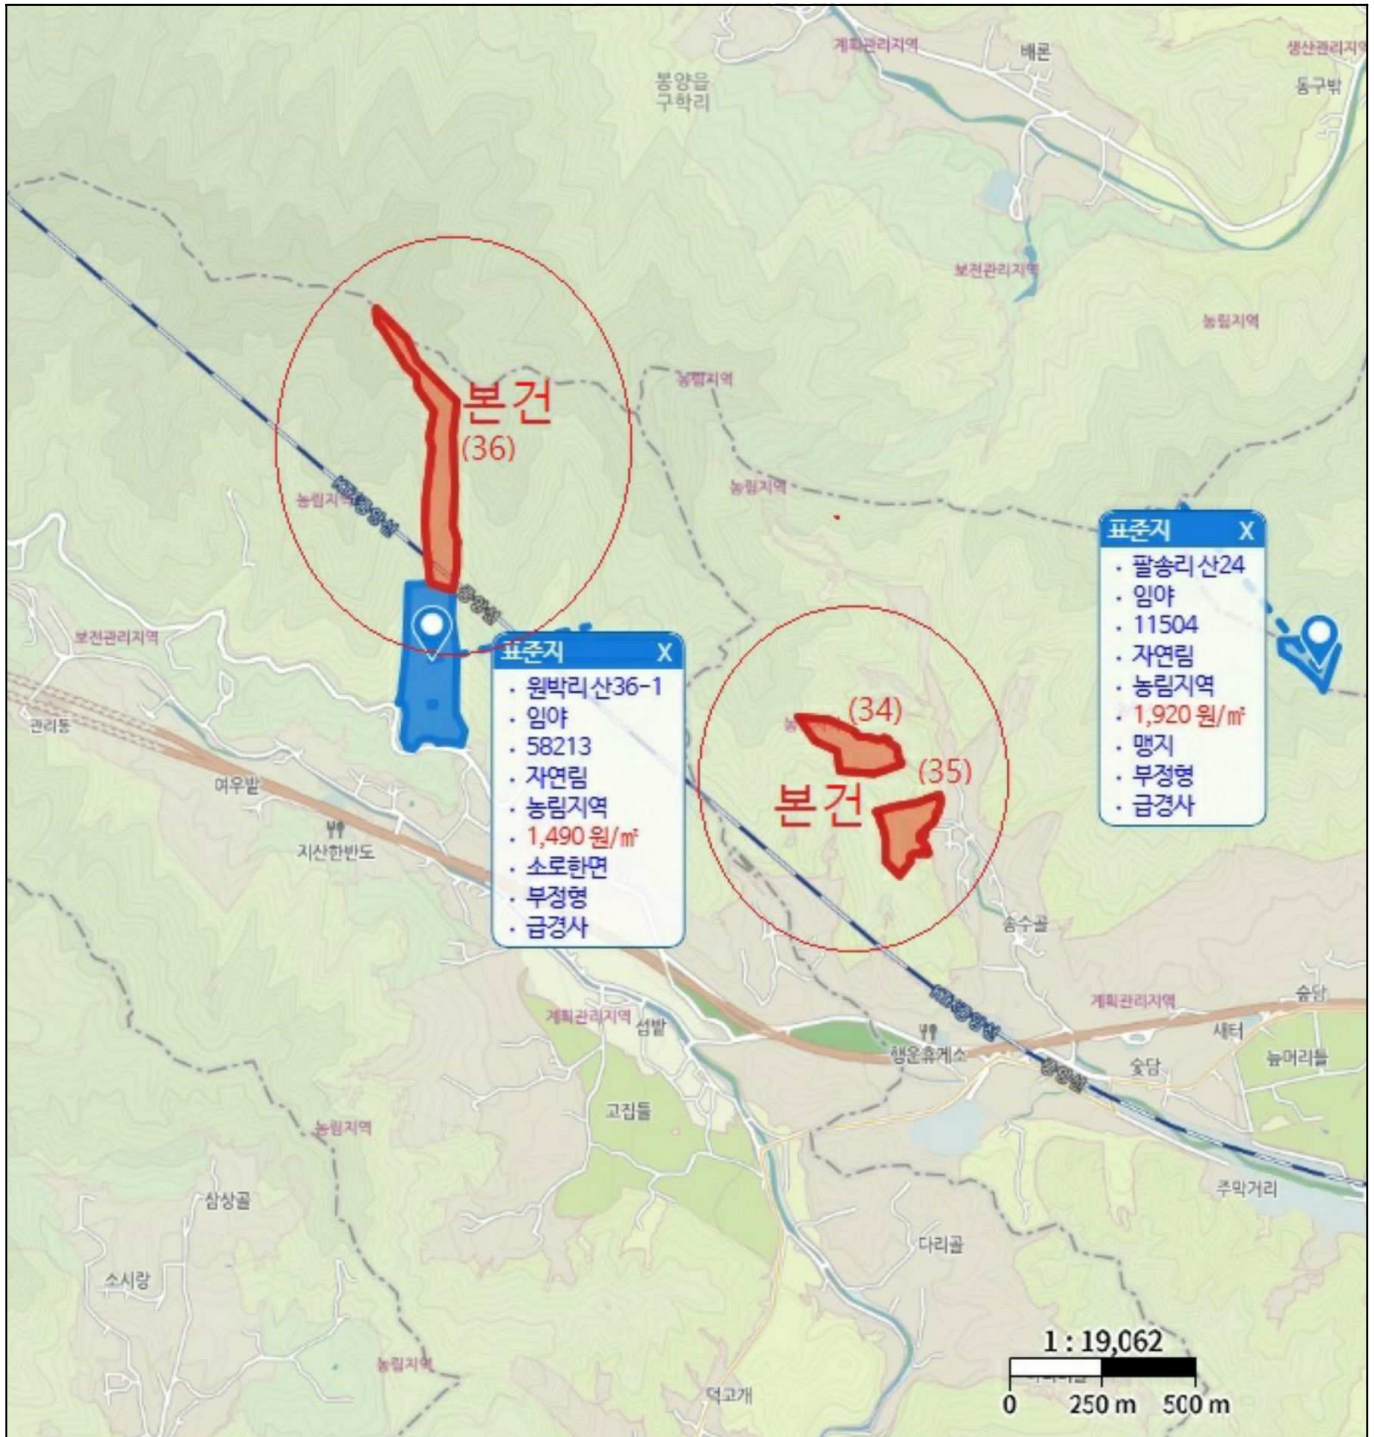 계획관리지역
배론
생산관리지역
동구밖
봉양읍
구학리
보전관리지역
농림지역
농림지역
본건
(36)
농림지역
농림지역
중앙선
보전관리지역
관리동
여우밭
지산한반도
표준지 X
· 원박리 산36-1
· 임야
· 58213
· 자연림
· 농림지역
· 1,490 원/㎡
· 소로한면
· 부정형
· 급경사
(34)
(35)
본건
표준지 X
· 팔송리 산24
· 임야
· 11504
· 자연림
· 농림지역
· 1,920 원/㎡
· 맹지
· 부정형
· 급경사
송수골
계획관리지역
숲담
새터
늪머리들
계획관리지역
섬밭
행운휴게소
중앙선
숯담
고집들
농림지역
삼상골
주막거리
다리골
소시랑
농림지역
덕고개
1 : 19,062
0 250 m 500 m